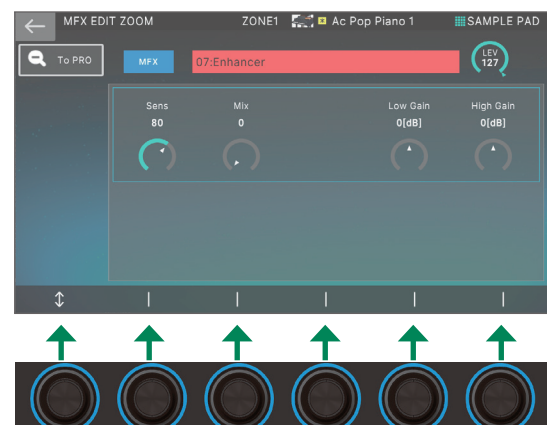 MFX EDIT ZOOM ZONE1 Ac Pop Piano 1 SAMPLE PAD
To PRO MFX 07:Enhancer LEV
127
Sens Mix Low Gain High Gain
80 0 0[dB] 0[dB]